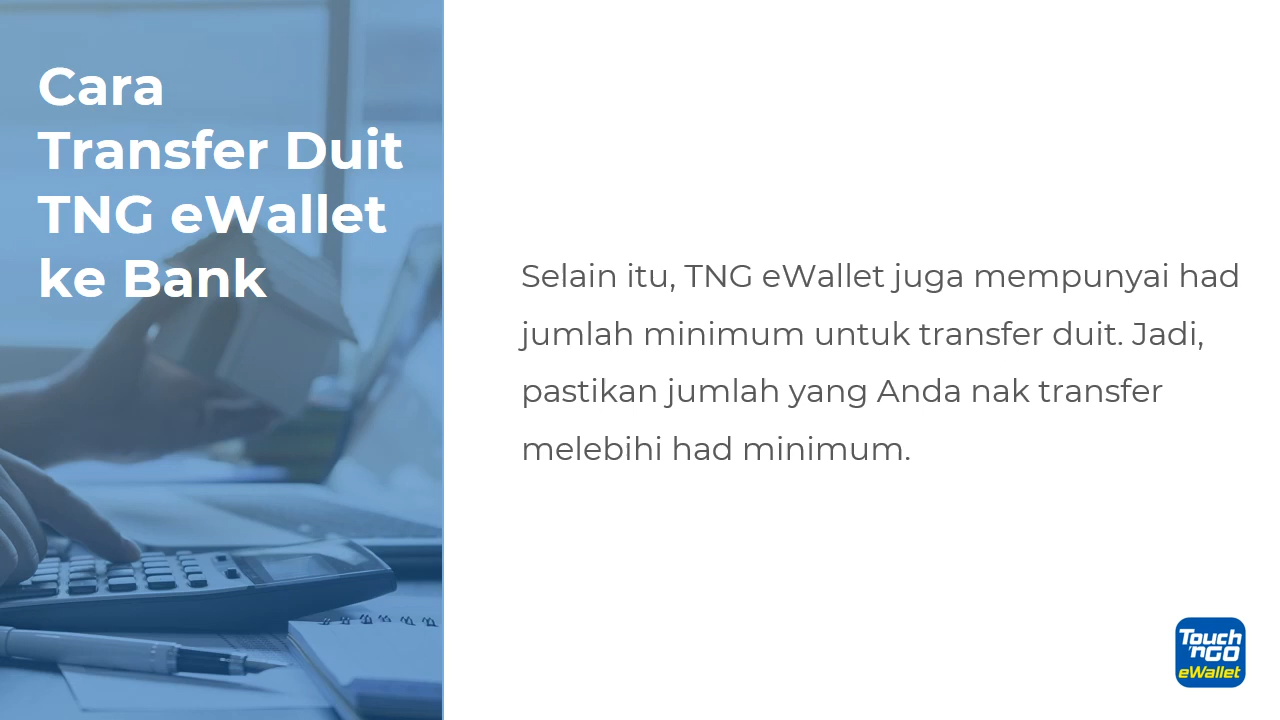 Cara
Transfer Duit
TNG eWallet
ke Bank
Selain itu, TNG eWallet juga mempunyai had
jumlah minimum untuk transfer duit. Jadi,
pastikan jumlah yang Anda nak transfer
melebihi had minimum.
Touch
'nGO
eWallet